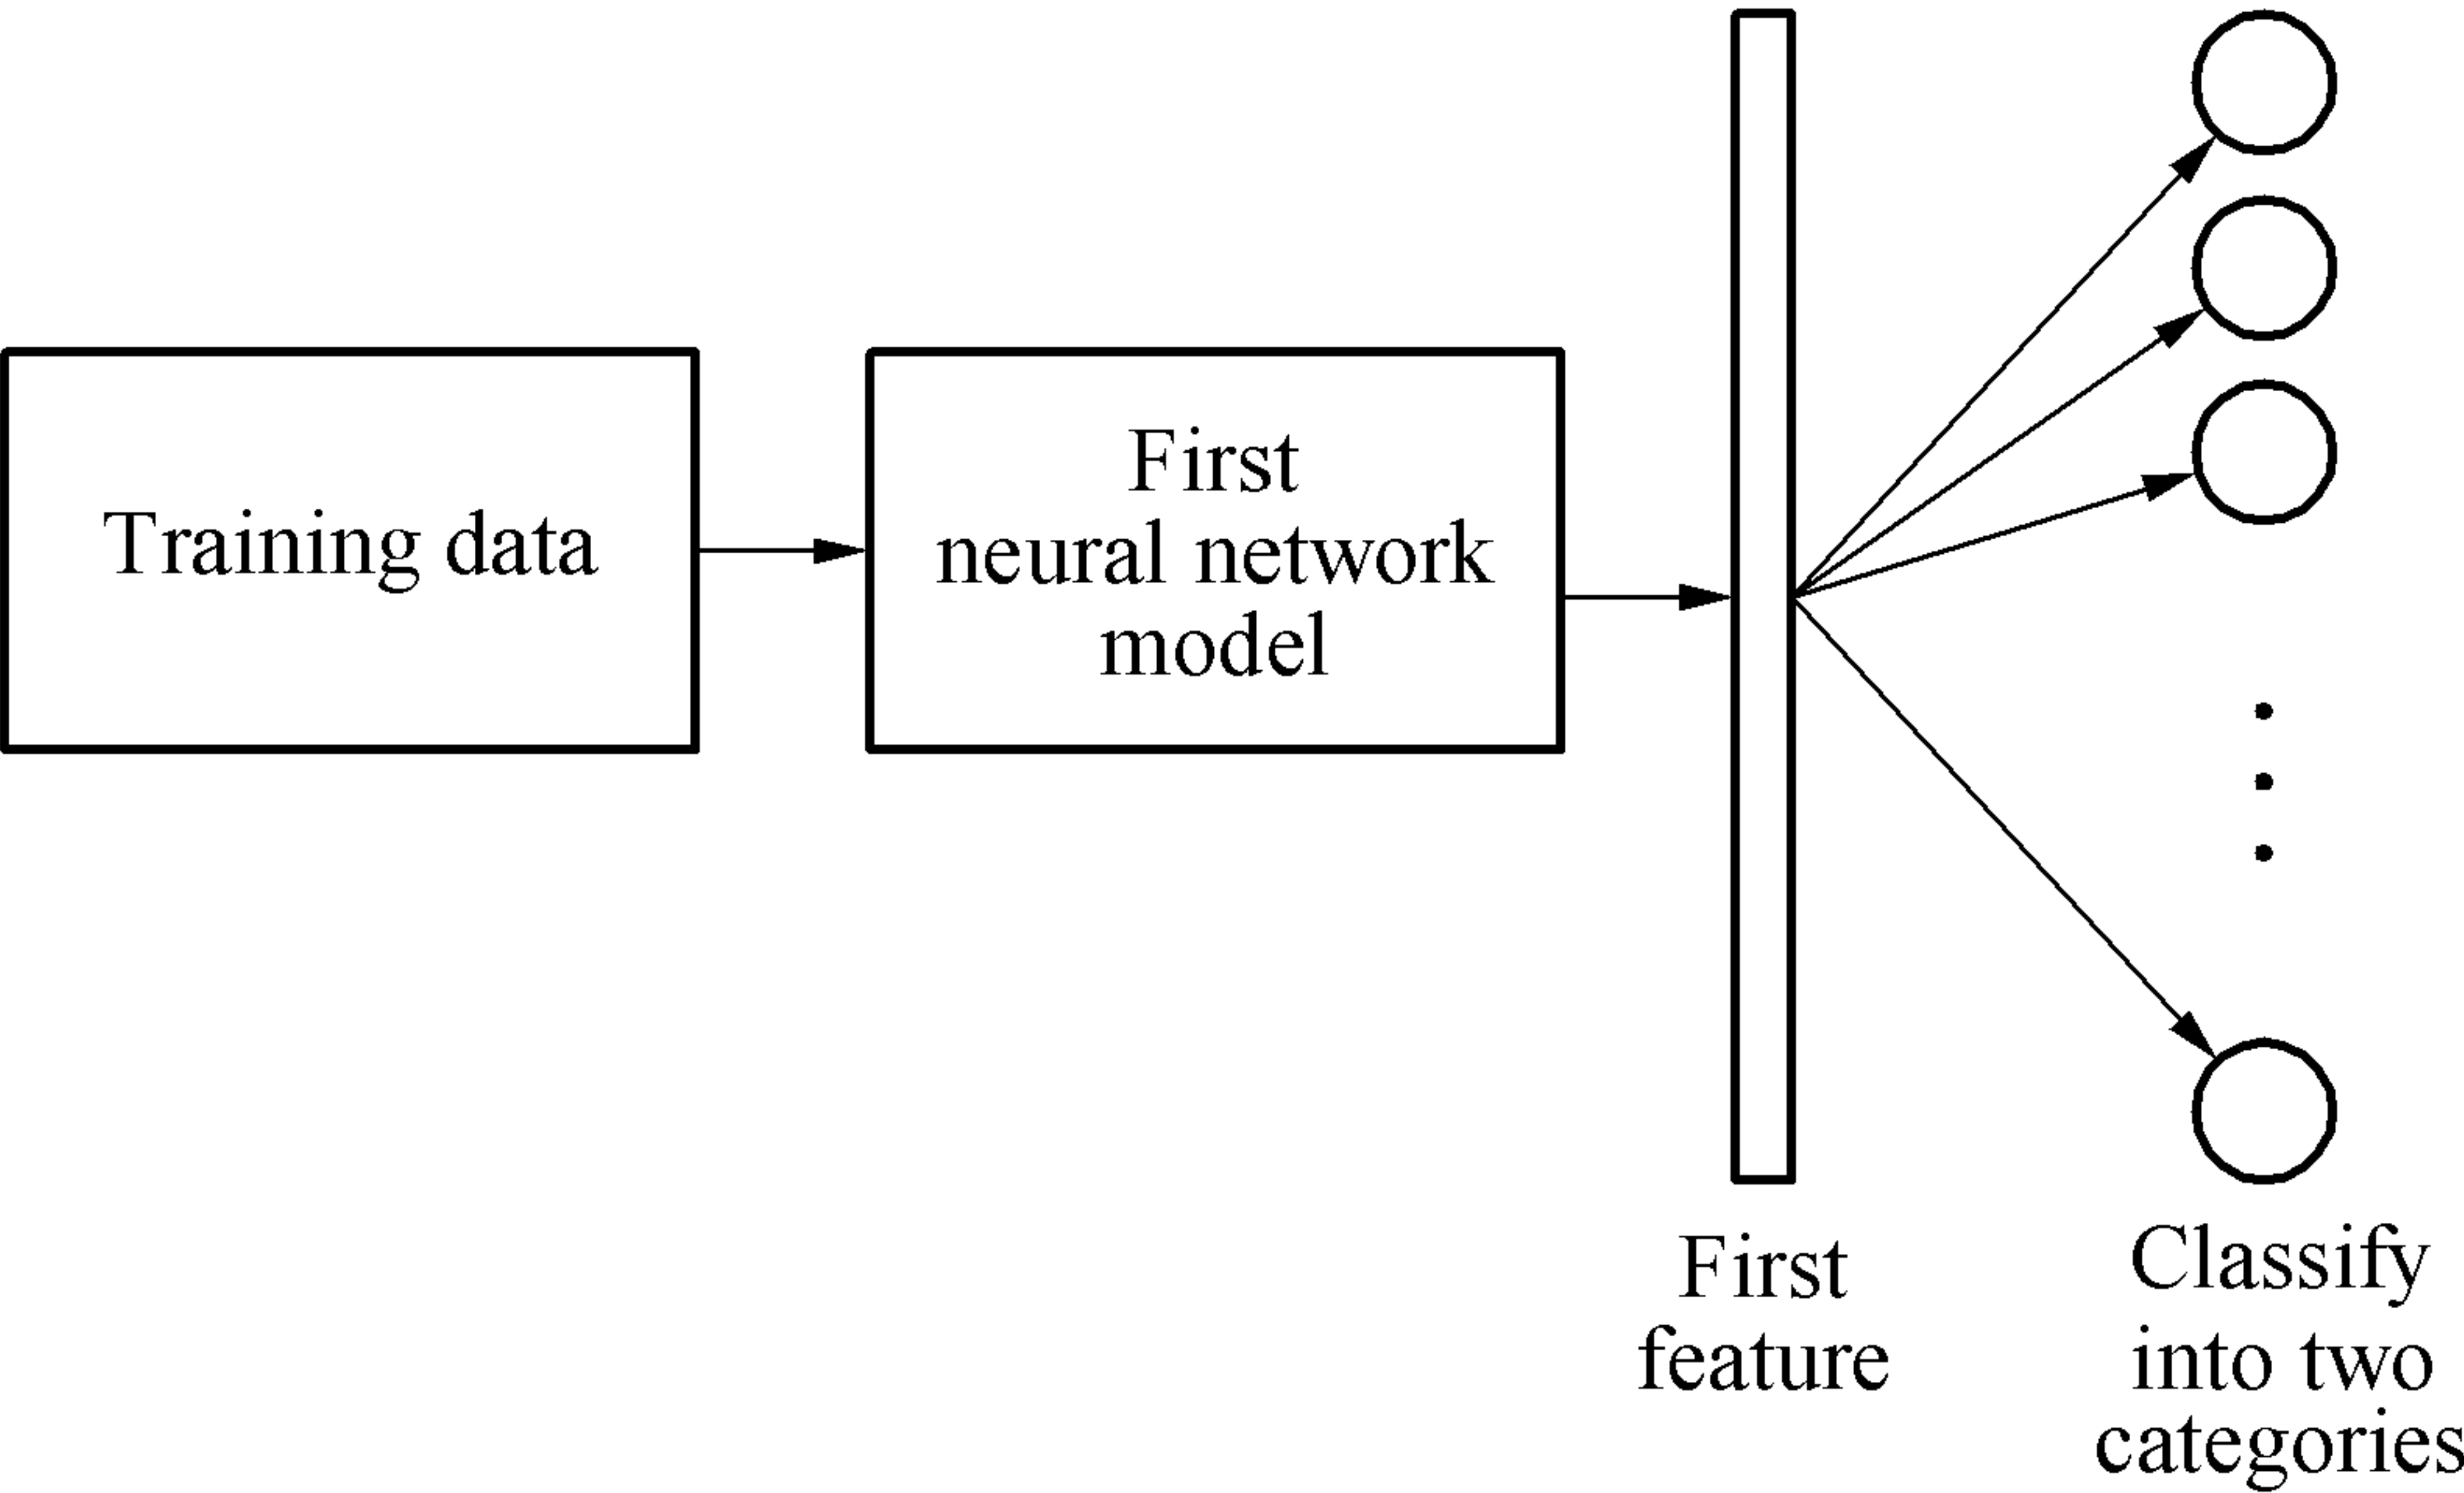 Training data
First
neural network
model
First
feature
Classify
into two
categories